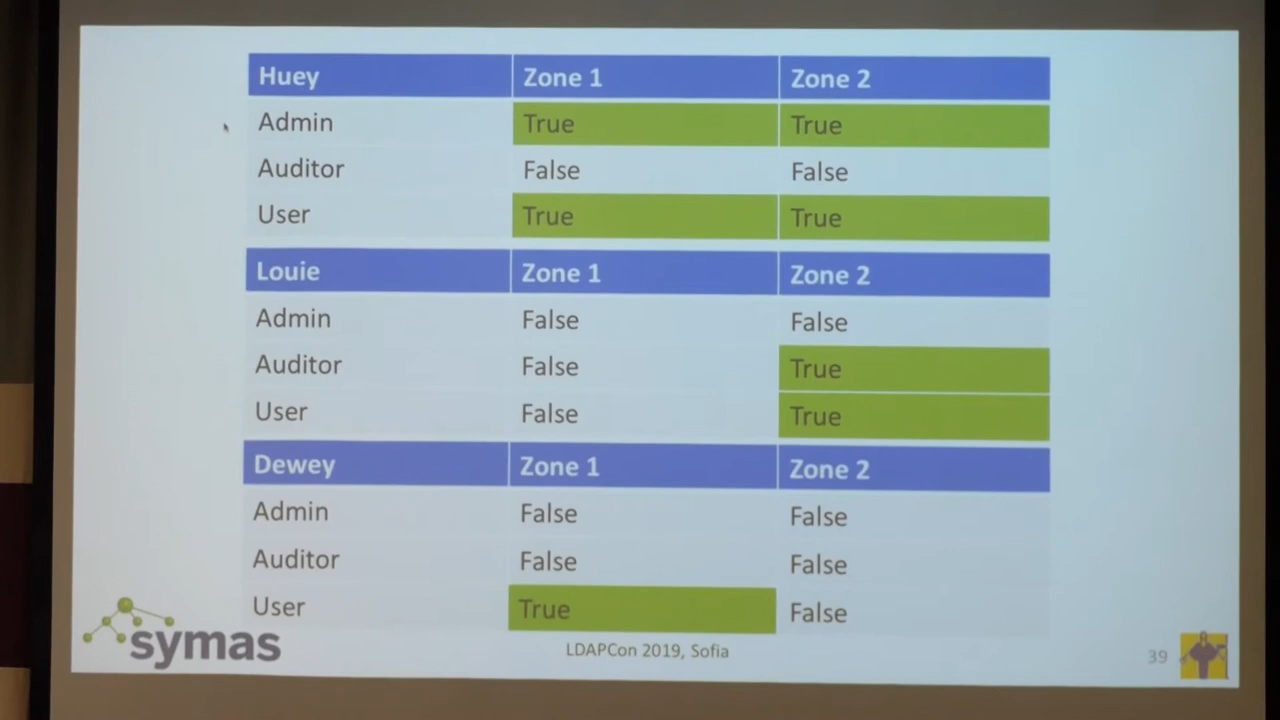 Huey Zone 1 Zone 2
Admin True True
Auditor False False
User True True
Louie Zone 1 Zone 2
Admin False False
Auditor False True
User False True
Dewey Zone 1 Zone 2
Admin False False
Auditor False False
User True False
symas
LDAPCon 2019, Sofia
39